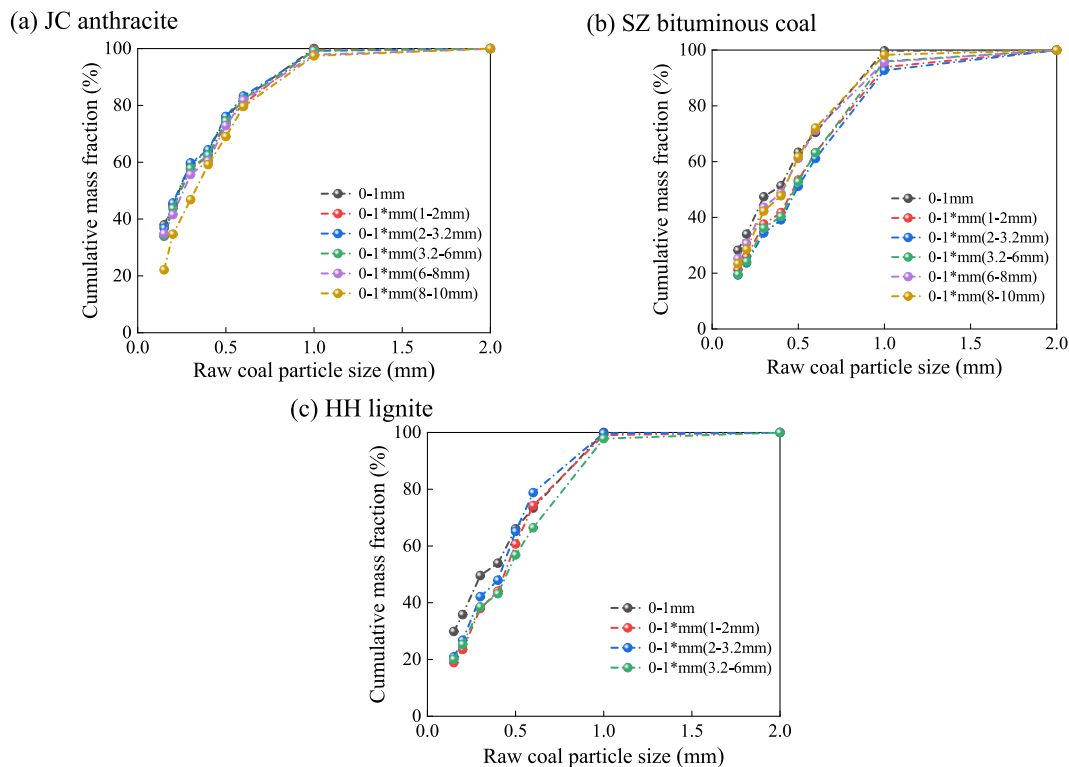 (a) JC anthracite
Cumulative mass fraction (%)
100
80
60
40
20
0
0-1mm
0-1*mm(1-2mm)
0-1*mm(2-3.2mm)
0-1*mm(3.2-6mm)
0-1*mm(6-8mm)
0-1*mm(8-10mm)
0.0 0.5 1.0 1.5 2.0
Raw coal particle size (mm)
(b) SZ bituminous coal
Cumulative mass fraction (%)
100
80
60
40
20
0
0-1mm
0-1*mm(1-2mm)
0-1*mm(2-3.2mm)
0-1*mm(3.2-6mm)
0-1*mm(6-8mm)
0-1*mm(8-10mm)
0.0 0.5 1.0 1.5 2.0
Raw coal particle size (mm)
(c) HH lignite
Cumulative mass fraction (%)
100
80
60
40
20
0
0-1mm
0-1*mm(1-2mm)
0-1*mm(2-3.2mm)
0-1*mm(3.2-6mm)
0.0 0.5 1.0 1.5 2.0
Raw coal particle size (mm)